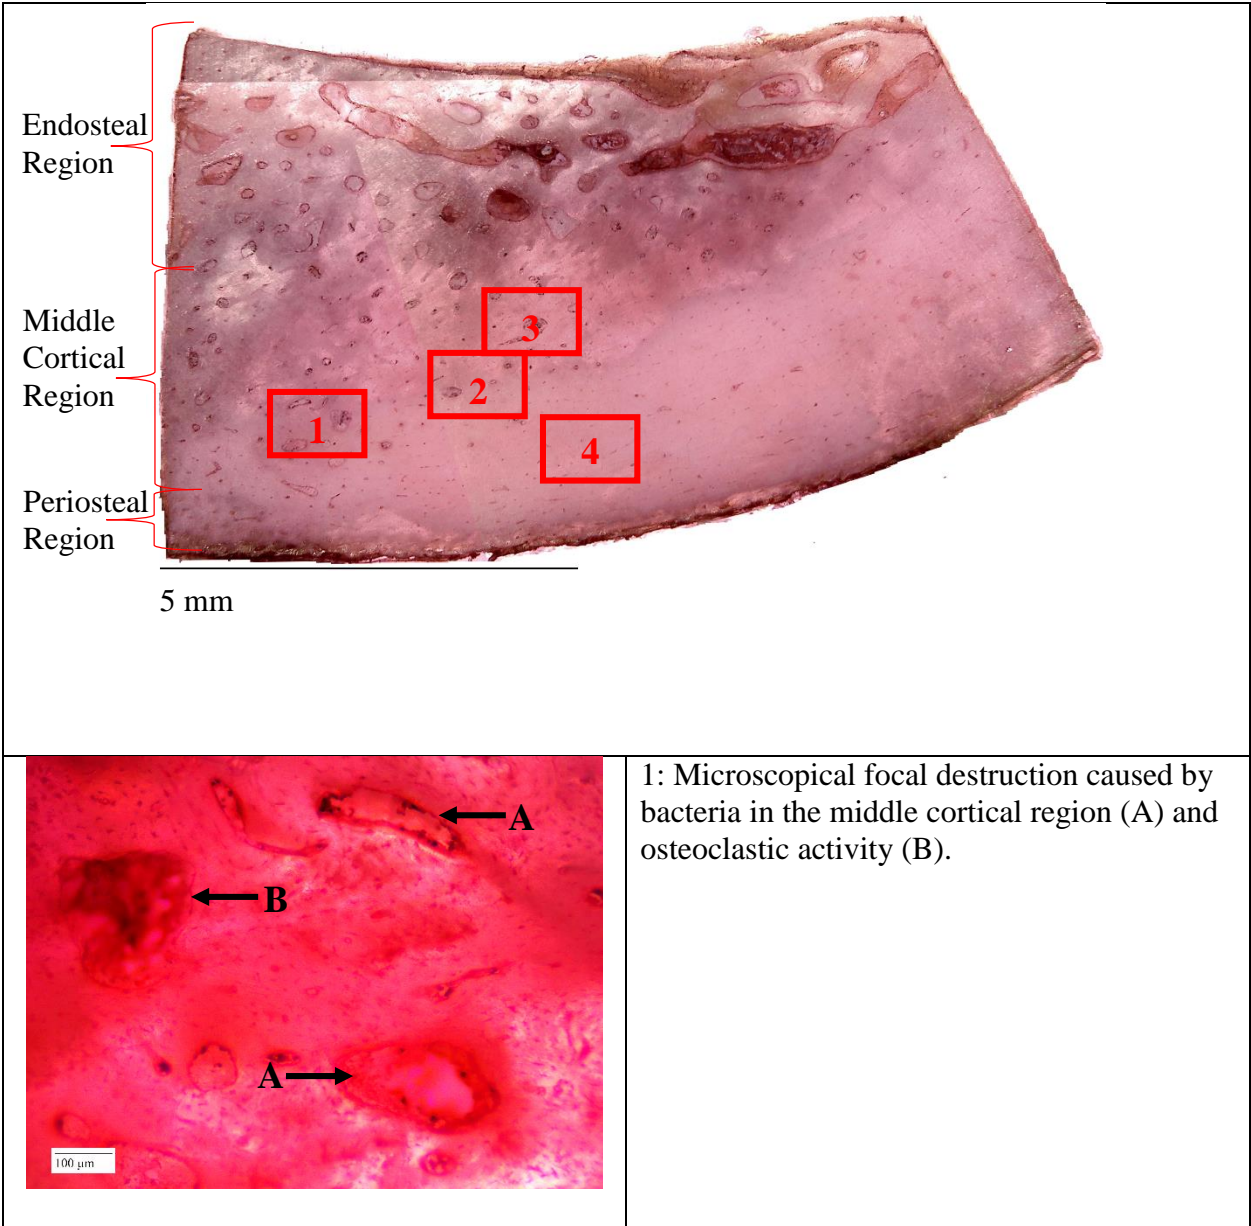 Endosteal
Region
Middle
Cortical
Region
Periosteal
Region
1
2
3
4
5 mm
A
B
A
100 μm
1: Microscopical focal destruction caused by
bacteria in the middle cortical region (A) and
osteoclastic activity (B).